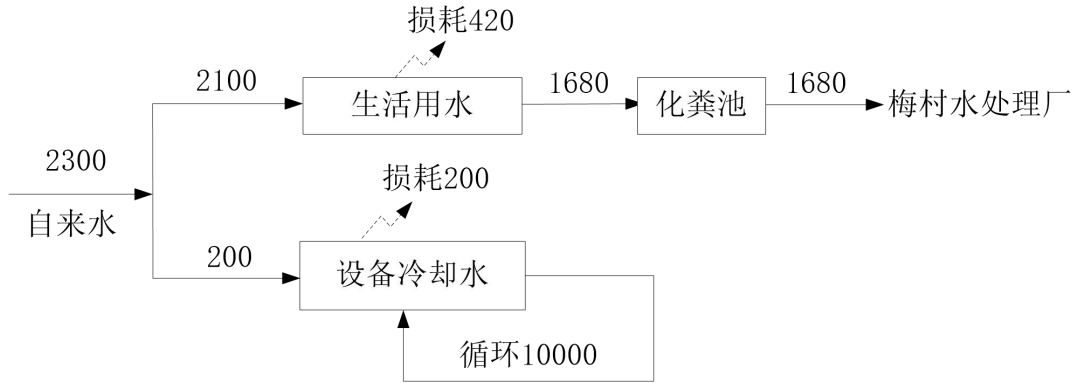 损耗420
2100
生活用水
1680
化粪池
1680
梅村水处理厂
2300
自来水
损耗200
200
设备冷却水
循环10000